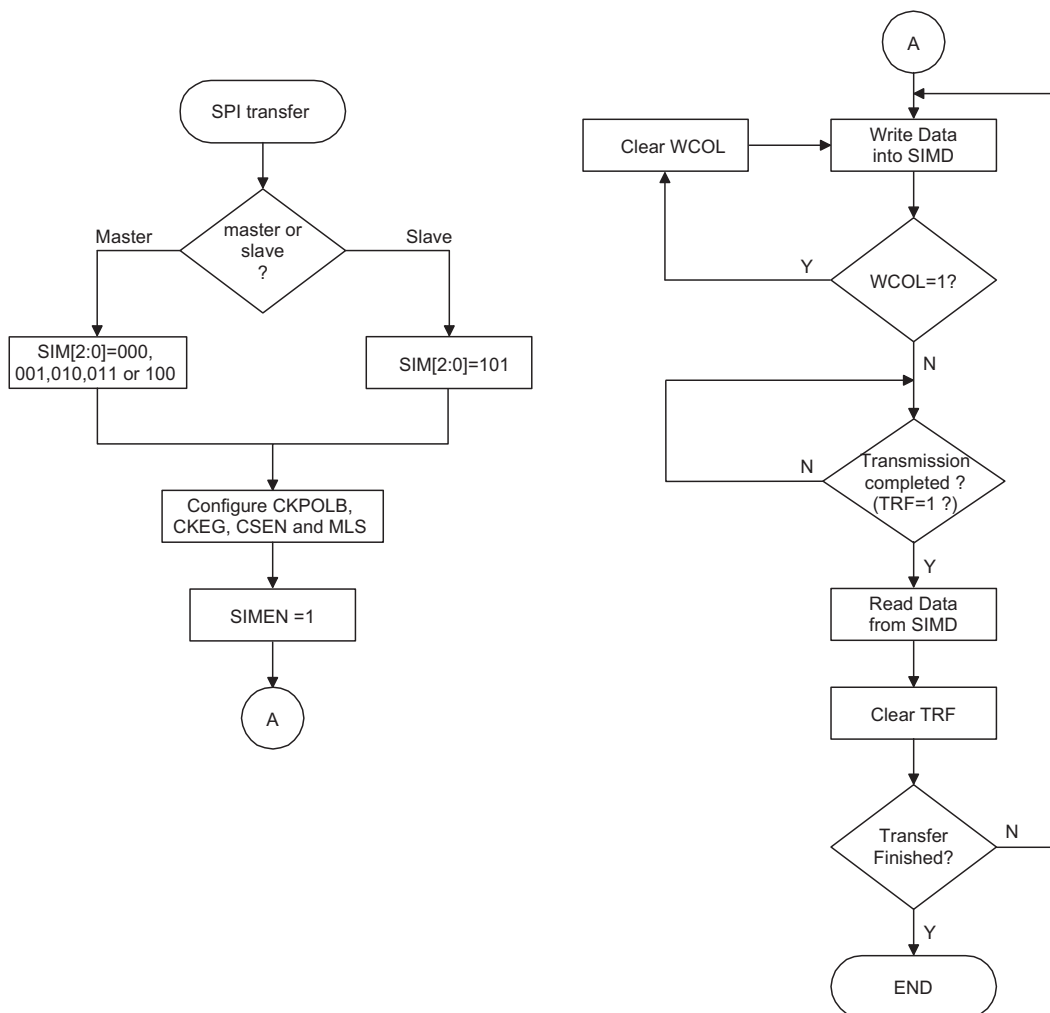 SPI transfer
master or
slave
?
Master
Slave
SIM[2:0]=000,
001,010,011 or 100
SIM[2:0]=101
Configure CKPOLB,
CKEG, CSEN and MLS
SIMEN =1
A
A
Write Data
into SIMD
Clear WCOL
WCOL=1?
Y
N
Transmission
completed ?
(TRF=1 ?)
N
Y
Read Data
from SIMD
Clear TRF
Transfer
Finished?
N
Y
END